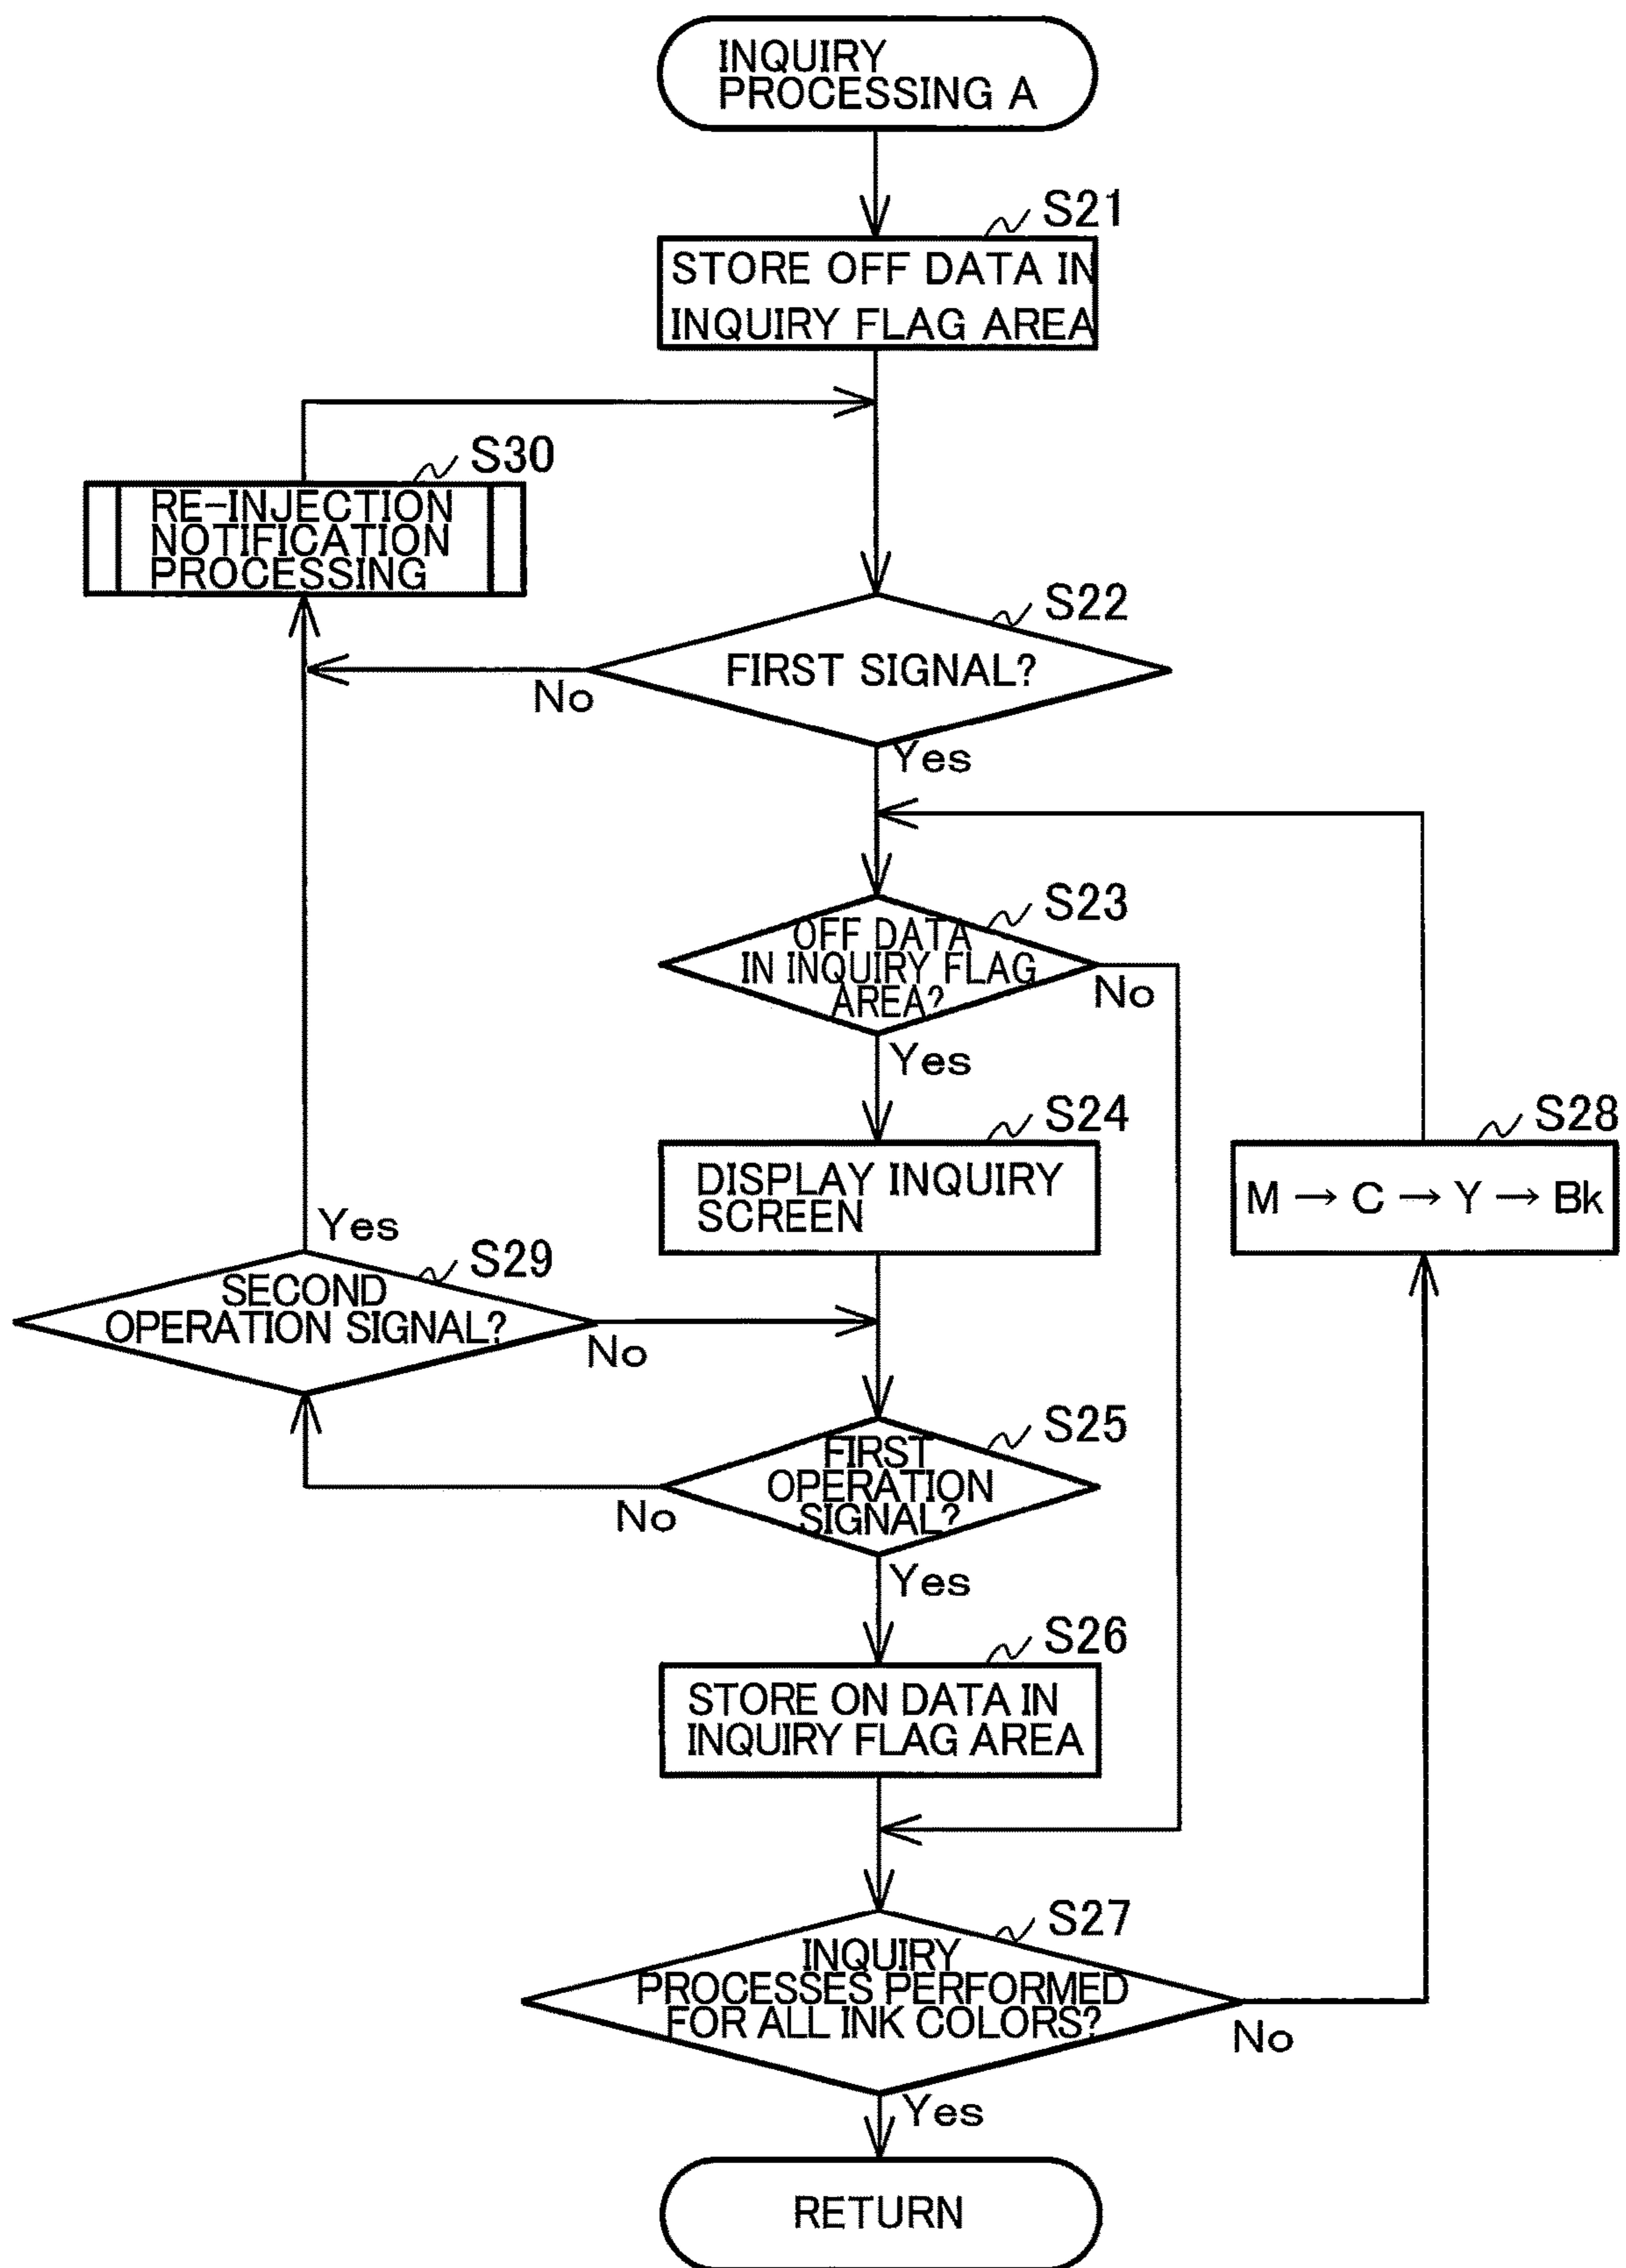 INQUIRY
PROCESSING A
S21
STORE OFF DATA IN
INQUIRY FLAG AREA
S30
RE-INJECTION
NOTIFICATION
PROCESSING
S22
FIRST SIGNAL?
No
Yes
S23
OFF DATA
IN INQUIRY FLAG
AREA?
No
Yes
S24
DISPLAY INQUIRY
SCREEN
S28
M → C → Y → Bk
Yes
S29
SECOND
OPERATION SIGNAL?
No
S25
FIRST
OPERATION
SIGNAL?
No
Yes
S26
STORE ON DATA IN
INQUIRY FLAG AREA
S27
INQUIRY
PROCESSES PERFORMED
FOR ALL INK COLORS?
No
Yes
RETURN